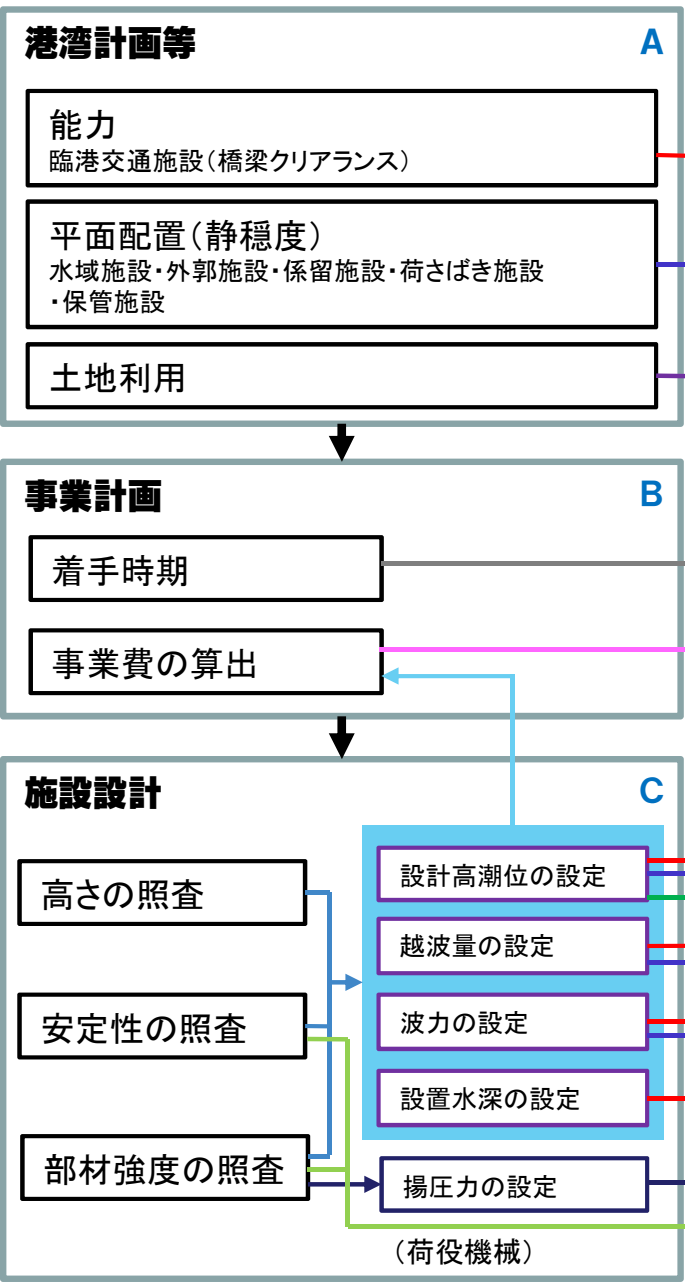 港湾計画等 A
能力
臨港交通施設(橋梁クリアランス)
平面配置(静穏度)
水域施設・外郭施設・係留施設・荷さばき施設
・保管施設
土地利用
事業計画 B
着手時期
事業費の算出
施設設計 C
高さの照査
安定性の照査
部材強度の照査
設計高潮位の設定
越波量の設定
波力の設定
設置水深の設定
揚圧力の設定
(荷役機械)